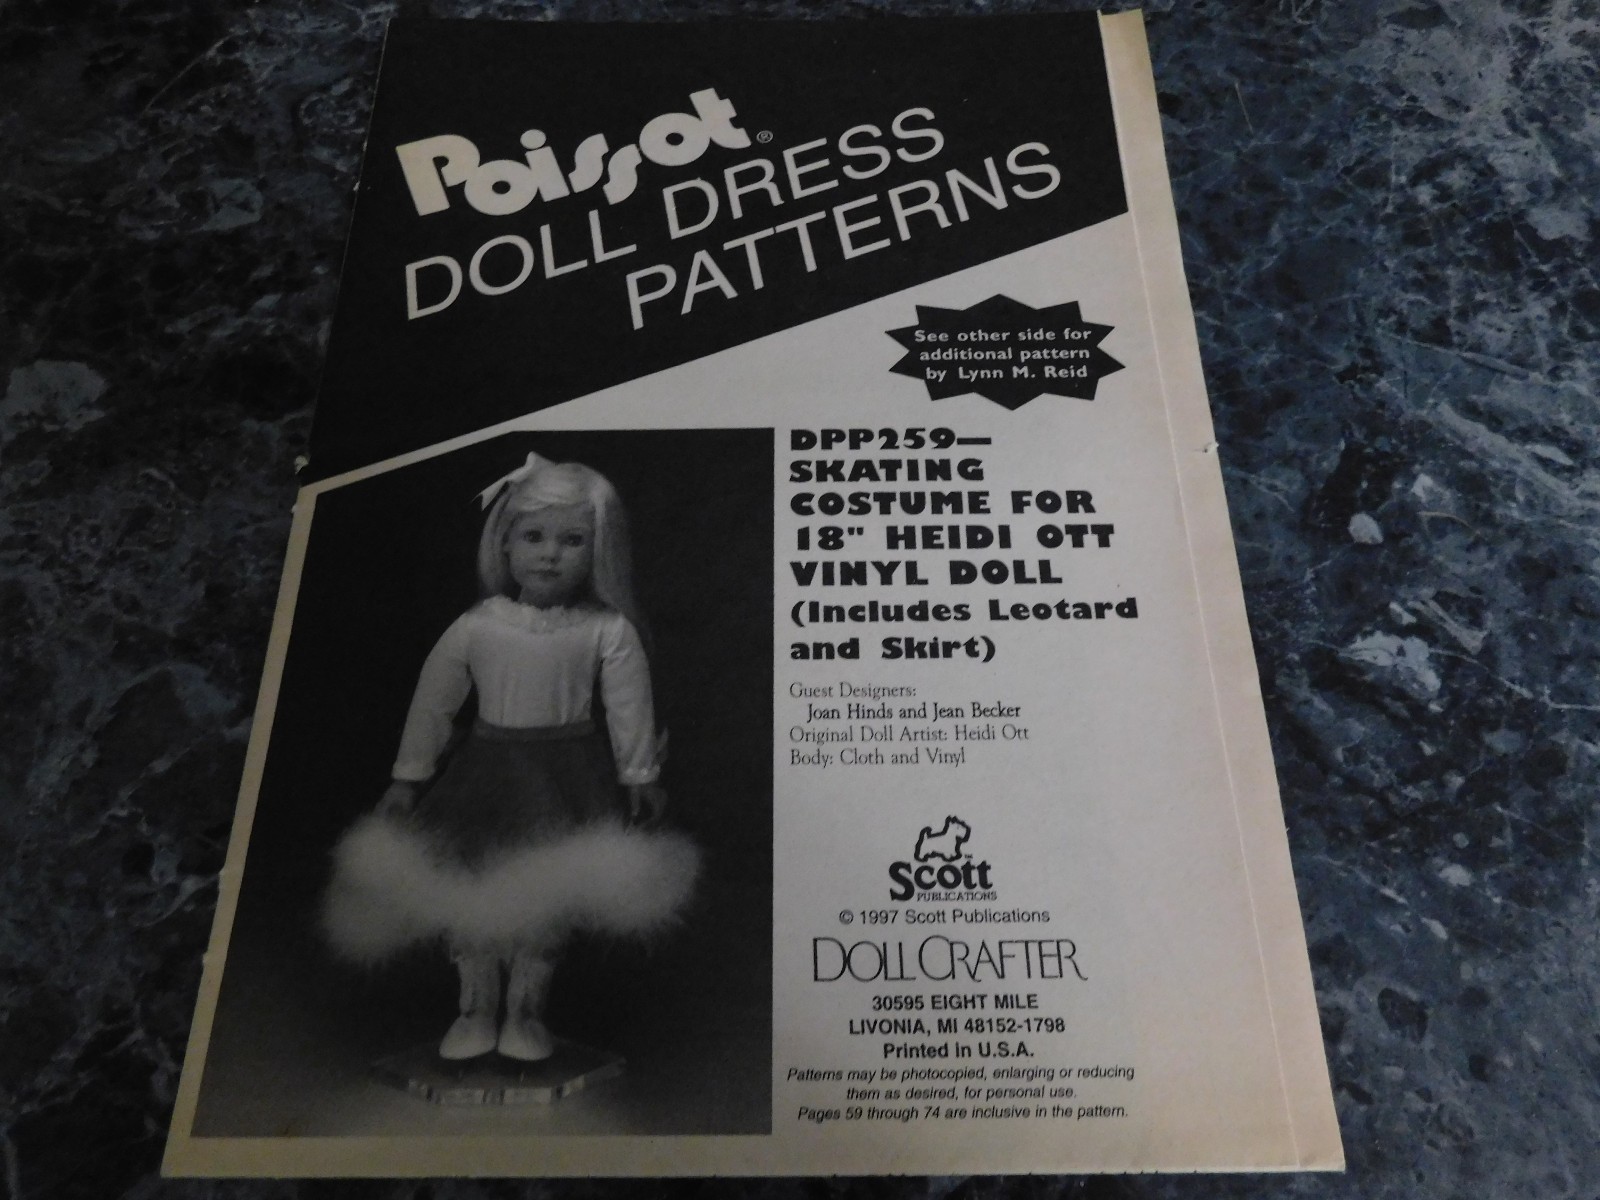 Poissot®
DOLL DRESS
PATTERNS
See other side for
additional pattern
by Lynn M. Reid
DPP259—
SKATING
COSTUME FOR
18" HEIDI OTT
VINYL DOLL
(Includes Leotard
and Skirt)
Guest Designers:
Joan Hinds and Jean Becker
Original Doll Artist: Heidi Ott
Body: Cloth and Vinyl
Scott™
PUBLICATIONS
© 1997 Scott Publications
DOLL CRAFTER
30595 EIGHT MILE
LIVONIA, MI 48152-1798
Printed in U.S.A.
Patterns may be photocopied, enlarging or reducing
them as desired, for personal use.
Pages 59 through 74 are inclusive in the pattern.